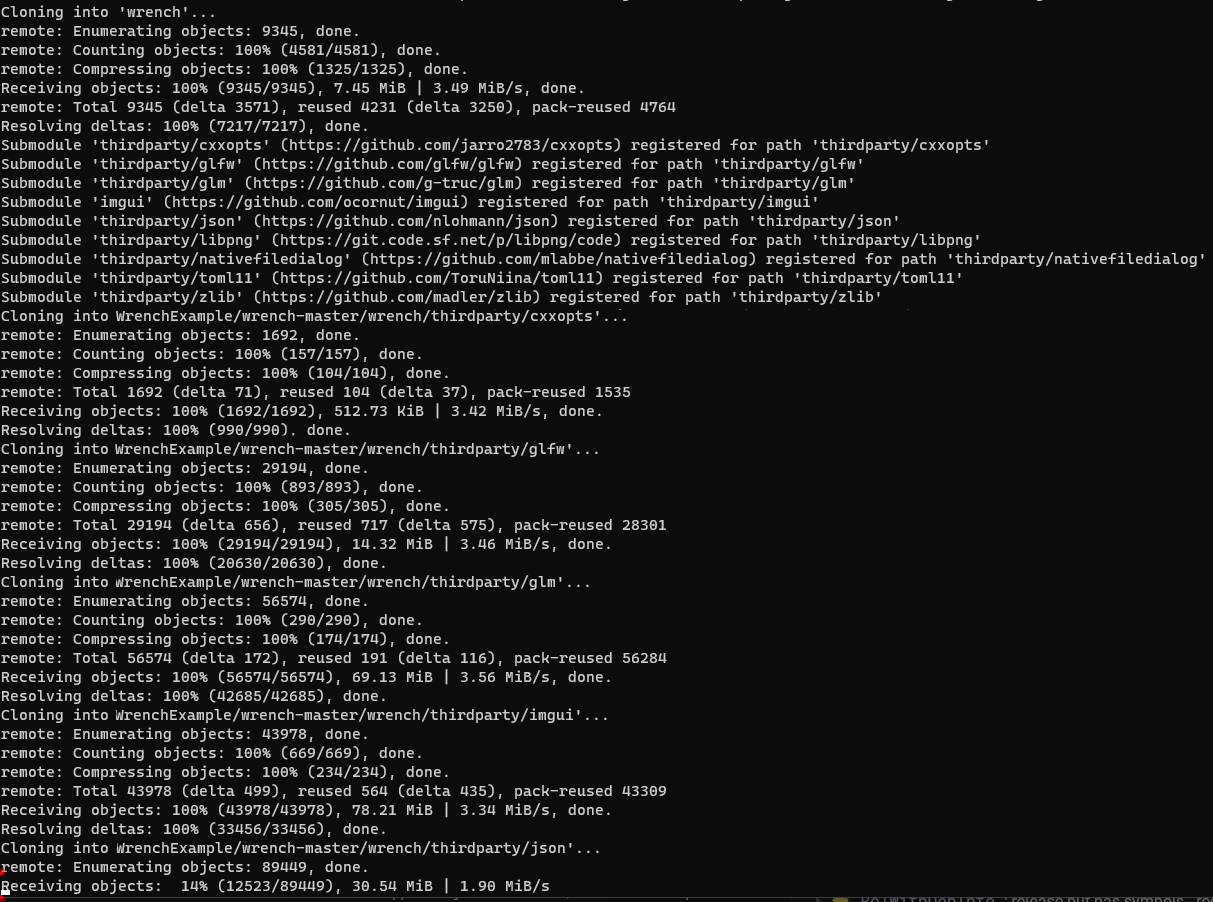 Cloning into 'wrench'...
remote: Enumerating objects: 9345, done.
remote: Counting objects: 100% (4581/4581), done.
remote: Compressing objects: 100% (1325/1325), done.
Receiving objects: 100% (9345/9345), 7.45 MiB | 3.49 MiB/s, done.
remote: Total 9345 (delta 3571), reused 4231 (delta 3250), pack-reused 4764
Resolving deltas: 100% (7217/7217), done.
Submodule 'thirdparty/cxxopts' (https://github.com/jarro2783/cxxopts) registered for path 'thirdparty/cxxopts'
Submodule 'thirdparty/glfw' (https://github.com/glfw/glfw) registered for path 'thirdparty/glfw'
Submodule 'thirdparty/glm' (https://github.com/g-truc/glm) registered for path 'thirdparty/glm'
Submodule 'imgui' (https://github.com/ocornut/imgui) registered for path 'thirdparty/imgui'
Submodule 'thirdparty/json' (https://github.com/nlohmann/json) registered for path 'thirdparty/json'
Submodule 'thirdparty/libpng' (https://git.code.sf.net/p/libpng/code) registered for path 'thirdparty/libpng'
Submodule 'thirdparty/nativefiledialog' (https://github.com/mlabbe/nativefiledialog) registered for path 'thirdparty/nativefiledialog'
Submodule 'thirdparty/toml11' (https://github.com/ToruNiina/toml11) registered for path 'thirdparty/toml11'
Submodule 'thirdparty/zlib' (https://github.com/madler/zlib) registered for path 'thirdparty/zlib'
Cloning into WrenchExample/wrench-master/wrench/thirdparty/cxxopts'...
remote: Enumerating objects: 1692, done.
remote: Counting objects: 100% (157/157), done.
remote: Compressing objects: 100% (104/104), done.
remote: Total 1692 (delta 71), reused 104 (delta 37), pack-reused 1535
Receiving objects: 100% (1692/1692), 512.73 KiB | 3.42 MiB/s, done.
Resolving deltas: 100% (990/990), done.
Cloning into WrenchExample/wrench-master/wrench/thirdparty/glfw'...
remote: Enumerating objects: 29194, done.
remote: Counting objects: 100% (893/893), done.
remote: Compressing objects: 100% (305/305), done.
remote: Total 29194 (delta 656), reused 717 (delta 575), pack-reused 28301
Receiving objects: 100% (29194/29194), 14.32 MiB | 3.46 MiB/s, done.
Resolving deltas: 100% (20630/20630), done.
Cloning into WrenchExample/wrench-master/wrench/thirdparty/glm'...
remote: Enumerating objects: 56574, done.
remote: Counting objects: 100% (290/290), done.
remote: Compressing objects: 100% (174/174), done.
remote: Total 56574 (delta 172), reused 191 (delta 116), pack-reused 56284
Receiving objects: 100% (56574/56574), 69.13 MiB | 3.56 MiB/s, done.
Resolving deltas: 100% (42685/42685), done.
Cloning into WrenchExample/wrench-master/wrench/thirdparty/imgui'...
remote: Enumerating objects: 43978, done.
remote: Counting objects: 100% (669/669), done.
remote: Compressing objects: 100% (234/234), done.
remote: Total 43978 (delta 499), reused 564 (delta 435), pack-reused 43309
Receiving objects: 100% (43978/43978), 78.21 MiB | 3.34 MiB/s, done.
Resolving deltas: 100% (33456/33456), done.
Cloning into WrenchExample/wrench-master/wrench/thirdparty/json'...
remote: Enumerating objects: 89449, done.
Receiving objects:  14% (12523/89449), 30.54 MiB | 1.90 MiB/s